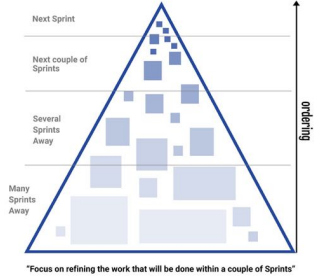 Next Sprint
Next couple of
Sprints
Several
Sprints
Away
Many
Sprints
Away
ordering
"Focus on refining the work that will be done within a couple of Sprints"